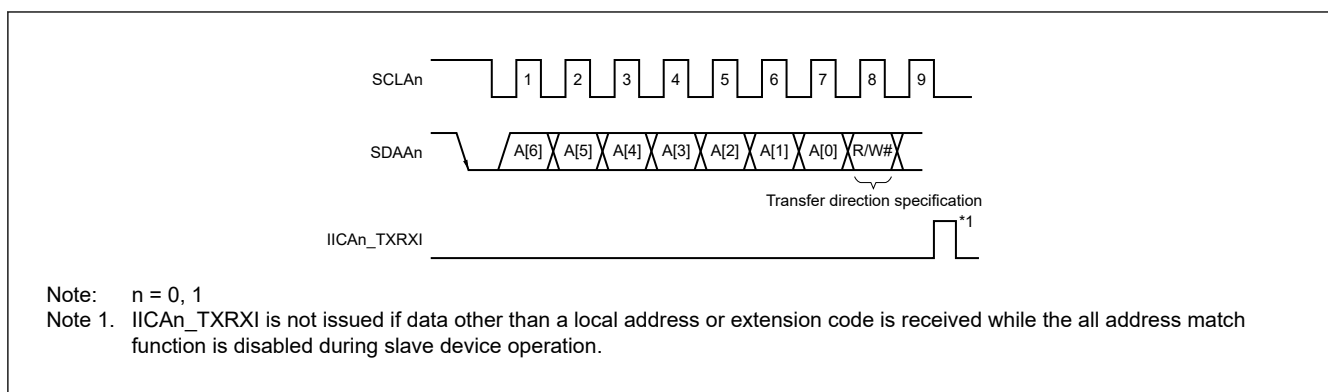 SCLAn 1 2 3 4 5 6 7 8 9
SDAAn A[6] A[5] A[4] A[3] A[2] A[1] A[0] R/W#
Transfer direction specification
IICAn_TXRXI *1
Note: n = 0, 1
Note 1. IICAn_TXRXI is not issued if data other than a local address or extension code is received while the all address match
function is disabled during slave device operation.